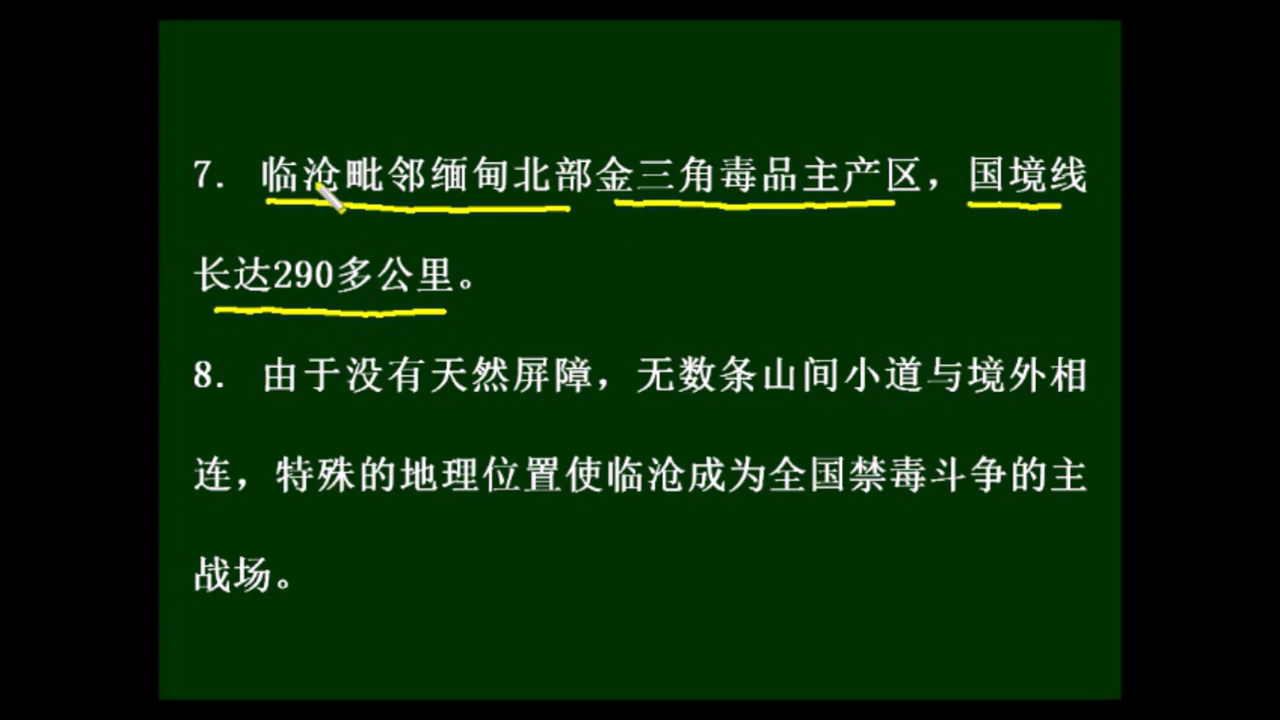 7. 临沧毗邻缅甸北部金三角毒品主产区，国境线
长达290多公里。
8. 由于没有天然屏障，无数条山间小道与境外相
连，特殊的地理位置使临沧成为全国禁毒斗争的主
战场。